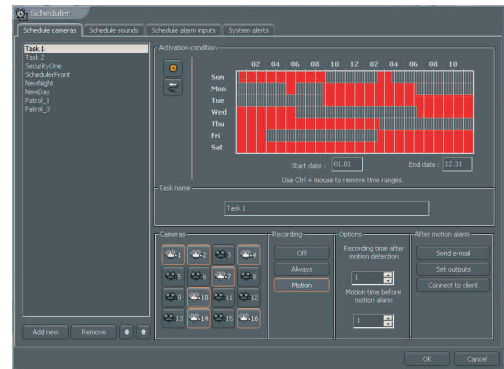 Scheduler
Schedule cameras Schedule sounds Schedule alarm inputs System alerts
Task 1
Task 2
SecurityOne
SchedulerFront
NewNight
NewDay
Patrol_1
Patrol_3
Add new Remove
Activation condition
02 04 06 08 10 12 02 04 06 08 10
Sun
Mon
Tue
Wed
Thu
Fri
Sat
Start date : 01.01 End date : 12.31
Use Ctrl + mouse to remove time ranges.
Task name
Task 1
Cameras
1 2 3 4
5 6 7 8
9 10 11 12
13 14 15 16
Recording
Off
Always
Motion
Options
Recording time after
motion detection
1
Motion time before
motion alarm
1
After motion alarm
Send e-mail
Set outputs
Connect to client
OK Cancel